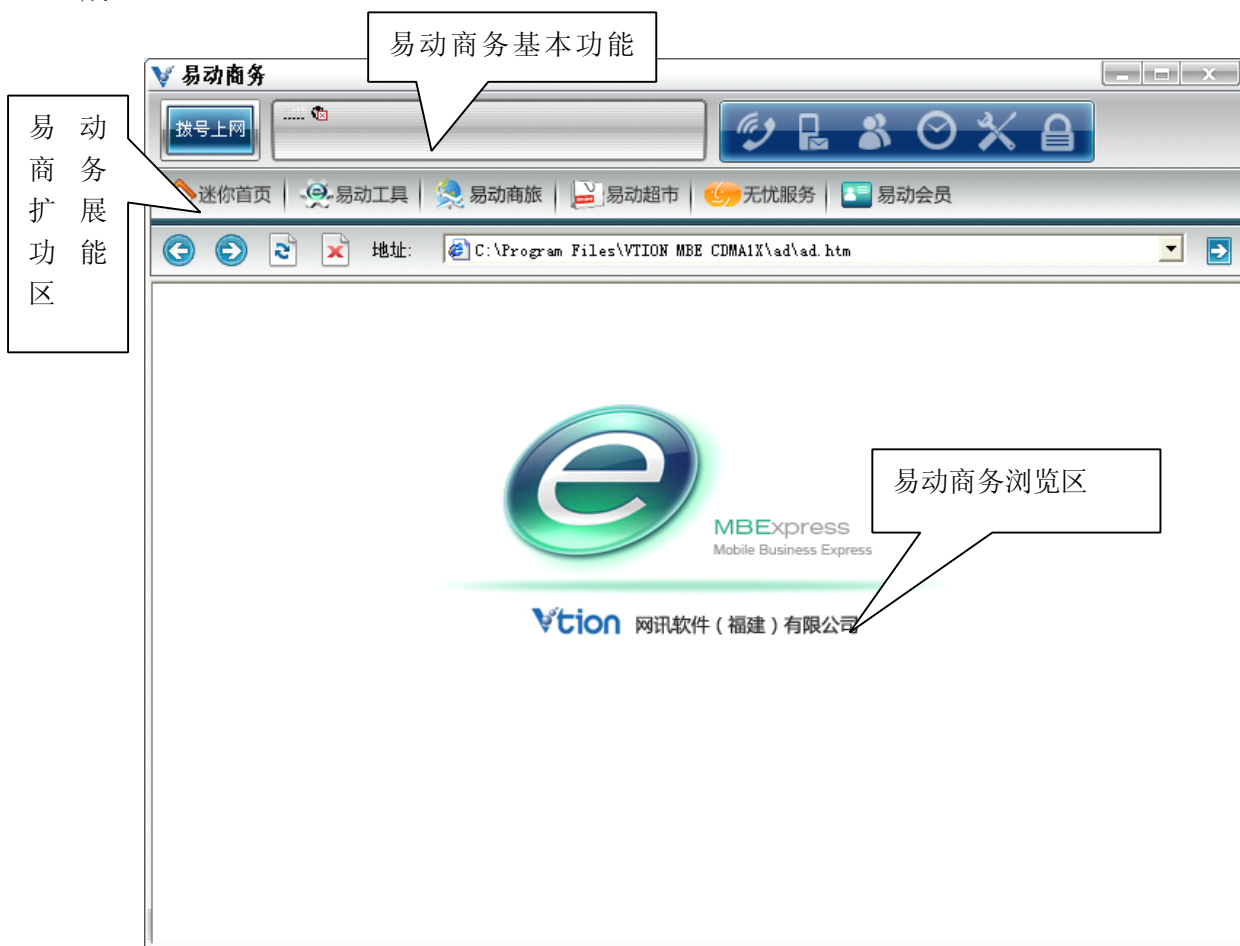 易动商务基本功能
易动商务
易 动
商 务
扩 展
功 能
区
拨号上网
.....
迷你首页 易动工具 易动商旅 易动超市 无忧服务 易动会员
地址: C:\Program Files\VTION MBE CDMA1X\ad\ad.htm
e
易动商务浏览区
MBExpress
Mobile Business Express
Vtion 网讯软件(福建)有限公司